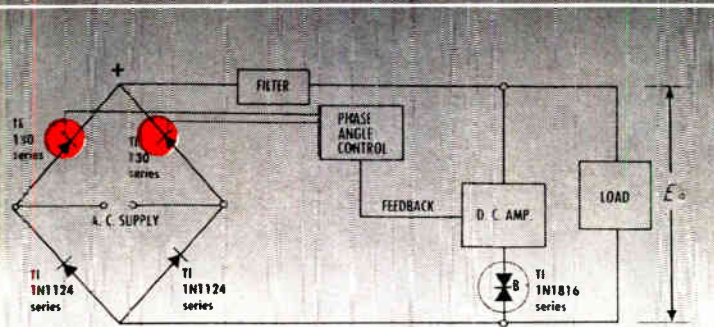 +
FILTER
TI
130
series
TI
130
series
PHASE
ANGLE
CONTROL
A. C. SUPPLY
FEEDBACK
D. C. AMP.
LOAD
E₀
TI
1N1124
series
TI
1N1124
series
B
TI
1N1816
series